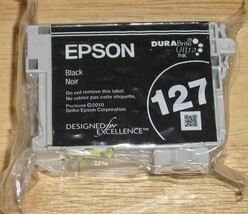 EPSON
DURABrite
Ultra
INK
Black
Noir
Do not remove this label.
Ne retirez pas cette étiquette.
Portions ©2010
Seiko Epson Corporation
127
DESIGNED for
EXCELLENCE™